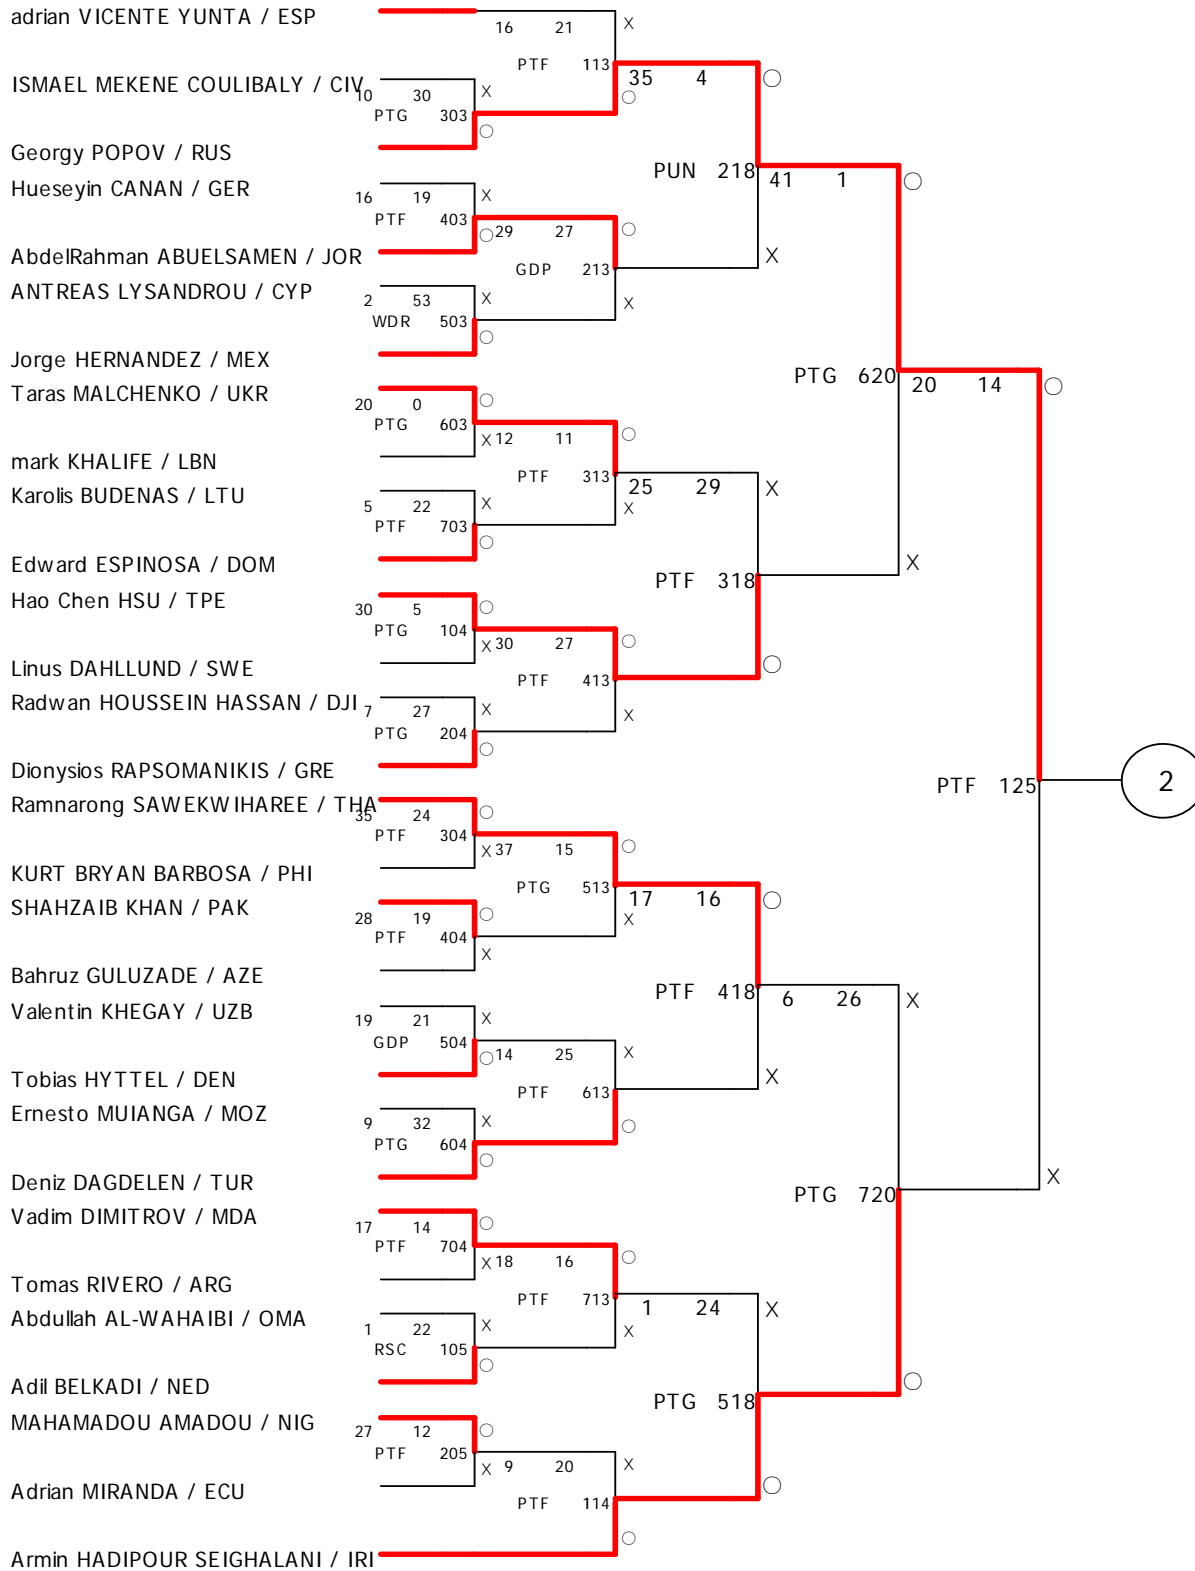 adrian VICENTE YUNTA / ESP
16 21 X
PTF 113
35 4 ○
ISMAEL MEKENE COULIBALY / CIV
10 30 X ○
PTG 303
○
Georgy POPOV / RUS
PUN 218
41 1 ○
Hueseyin CANAN / GER
16 19 X
PTF 403
○ 29 27 ○
AbdelRahman ABUELSAMEN / JOR
GDP 213 X
ANTREAS LYSANDROU / CYP
2 53 X X
WDR 503
○
Jorge HERNANDEZ / MEX
PTG 620
20 14 ○
Taras MALCHENKO / UKR
20 0 ○
PTG 603
X 12 11 ○
mark KHALIFE / LBN
PTF 313
25 29 X
Karolis BUDENAS / LTU
5 22 X X
PTF 703
○
Edward ESPINOSA / DOM
X
PTF 318
Hao Chen HSU / TPE
30 5 ○
PTG 104
X 30 27 ○
Linus DAHLLUND / SWE
○
PTF 413
Radwan HOUSSEIN HASSAN / DJI
7 27 X X
PTG 204
○
Dionysios RAPSOMANIKIS / GRE
PTF 125
2
Ramnarong SAWEKWIHAREE / THA
35 24 ○
PTF 304
X 37 15 ○
KURT BRYAN BARBOSA / PHI
PTG 513
17 16 ○
SHAHZAIB KHAN / PAK
28 19 ○ X
PTF 404
X
Bahruz GULUZADE / AZE
PTF 418
6 26 X
Valentin KHEGAY / UZB
19 21 X
GDP 504
○ 14 25 X
Tobias HYTTEL / DEN
X
PTF 613
Ernesto MUIANGA / MOZ
9 32 X ○
PTG 604
○
Deniz DAGDELEN / TUR
X
PTG 720
Vadim DIMITROV / MDA
17 14 ○
PTF 704
X 18 16 ○
Tomas RIVERO / ARG
PTF 713
1 24 X
Abdullah AL-WAHAIBI / OMA
1 22 X X
RSC 105
○
Adil BELKADI / NED
○
PTG 518
MAHAMADOU AMADOU / NIG
27 12 ○
PTF 205
X 9 20 X
Adrian MIRANDA / ECU
○
PTF 114
○
Armin HADIPOUR SEIGHALANI / IRI